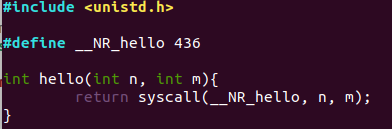 #include <unistd.h>
#define __NR_hello 436
int hello(int n, int m){
        return syscall(__NR_hello, n, m);
}